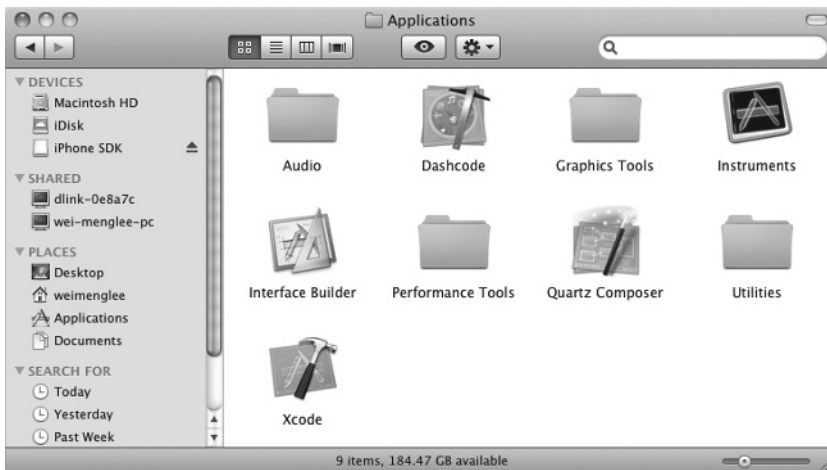 Applications
DEVICES
Macintosh HD
iDisk
iPhone SDK
SHARED
dlink-0e8a7c
wei-menglee-pc
PLACES
Desktop
weimenglee
Applications
Documents
SEARCH FOR
Today
Yesterday
Past Week
Audio
Dashcode
Graphics Tools
Instruments
Interface Builder
Performance Tools
Quartz Composer
Utilities
Xcode
9 items, 184.47 GB available